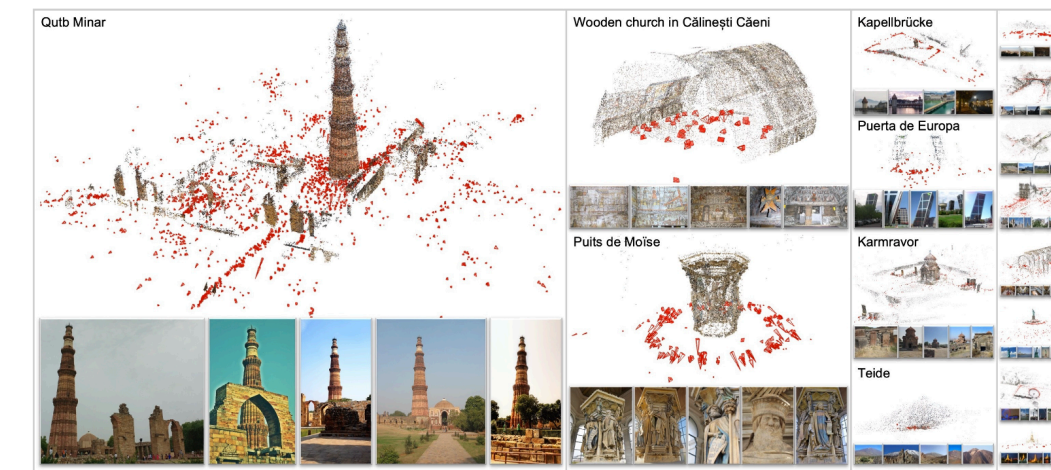 Qutb Minar
Wooden church in Călinești Căeni
Puits de Moïse
Kapellbrücke
Puerta de Europa
Karmravor
Teide